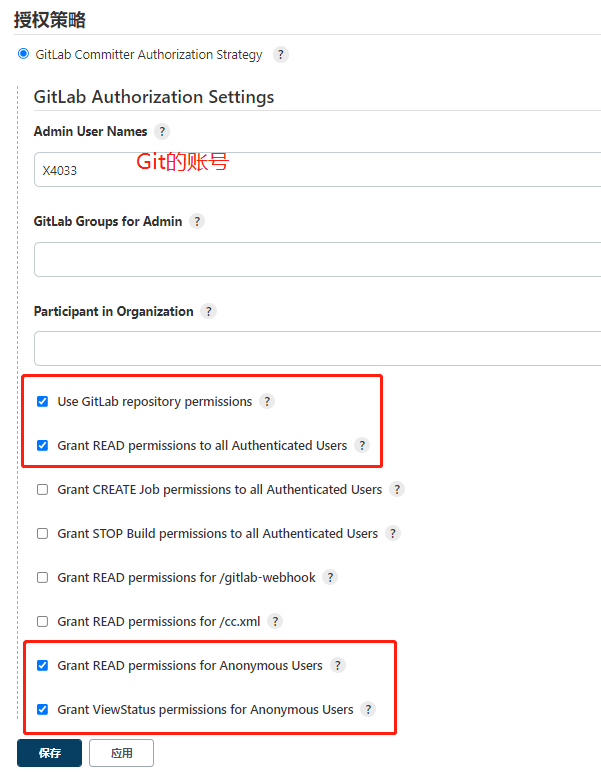 授权策略
GitLab Committer Authorization Strategy ?
GitLab Authorization Settings
Admin User Names ?
X4033 Git的账号
GitLab Groups for Admin ?
Participant in Organization ?
Use GitLab repository permissions ?
Grant READ permissions to all Authenticated Users ?
Grant CREATE Job permissions to all Authenticated Users ?
Grant STOP Build permissions to all Authenticated Users ?
Grant READ permissions for /gitlab-webhook ?
Grant READ permissions for /cc.xml ?
Grant READ permissions for Anonymous Users ?
Grant ViewStatus permissions for Anonymous Users ?
保存 应用